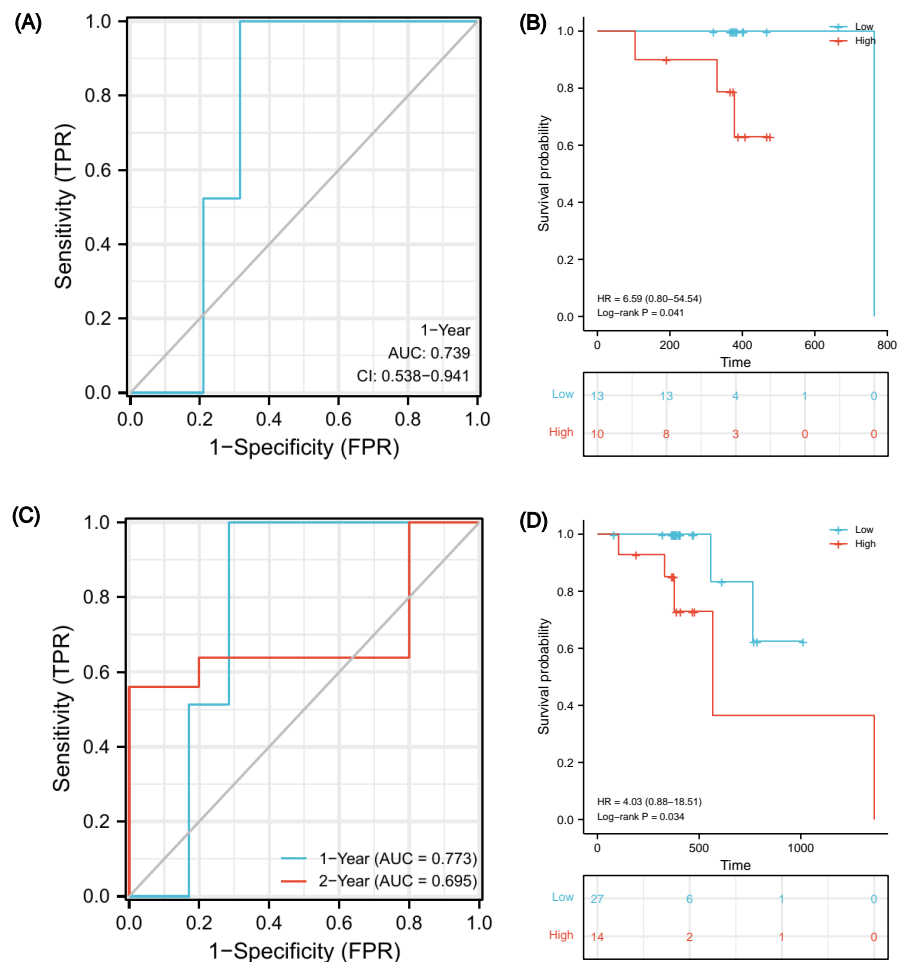 (A)
1.0
0.8
0.6
0.4
0.2
0.0
Sensitivity (TPR)
1−Year
AUC: 0.739
CI: 0.538−0.941
0.0 0.2 0.4 0.6 0.8 1.0
1−Specificity (FPR)
(B)
Low
High
1.0
0.8
0.6
0.4
0.2
0.0
Survival probability
HR = 6.59 (0.80−54.54)
Log−rank P = 0.041
0 200 400 600 800
Time
Low 13 13 4 1 0
High 10 8 3 0 0
(C)
1.0
0.8
0.6
0.4
0.2
0.0
Sensitivity (TPR)
1−Year (AUC = 0.773)
2−Year (AUC = 0.695)
0.0 0.2 0.4 0.6 0.8 1.0
1−Specificity (FPR)
(D)
Low
High
1.0
0.8
0.6
0.4
0.2
0.0
Survival probability
HR = 4.03 (0.88−18.51)
Log−rank P = 0.034
0 500 1000
Time
Low 27 6 1 0
High 14 2 1 0